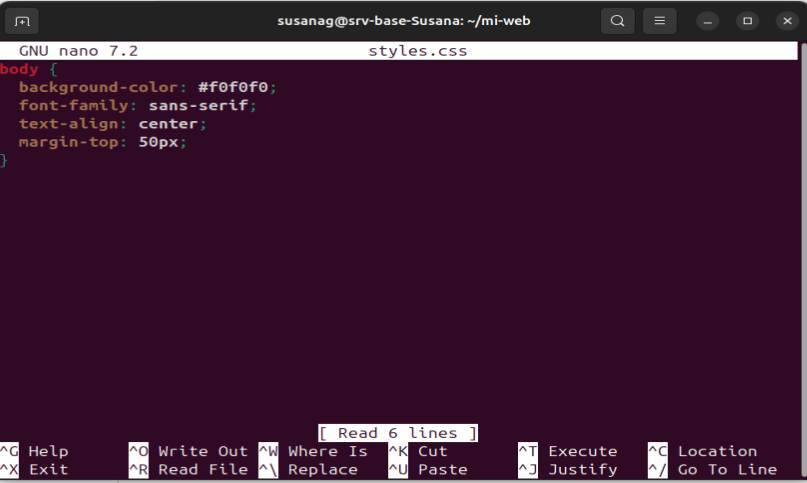 susanag@srv-base-Susana: ~/mi-web
GNU nano 7.2 styles.css
body {
  background-color: #f0f0f0;
  font-family: sans-serif;
  text-align: center;
  margin-top: 50px;
}
[ Read 6 lines ]
^G Help ^O Write Out ^W Where Is ^K Cut ^T Execute ^C Location
^X Exit ^R Read File ^\ Replace ^U Paste ^J Justify ^/ Go To Line